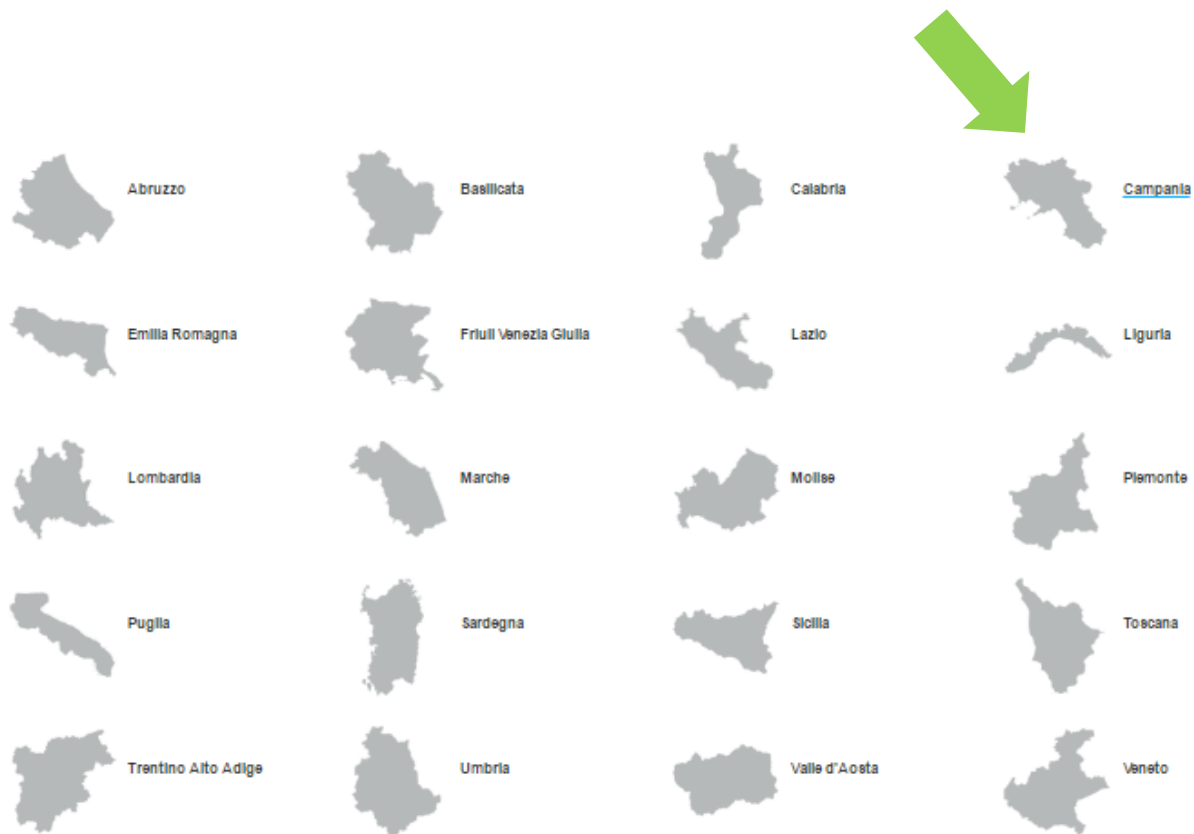 Abruzzo
Basilicata
Calabria
Campania
Emilia Romagna
Friuli Venezia Giulia
Lazio
Liguria
Lombardia
Marche
Molise
Piemonte
Puglia
Sardegna
Sicilia
Toscana
Trentino Alto Adige
Umbria
Valle d'Aosta
Veneto